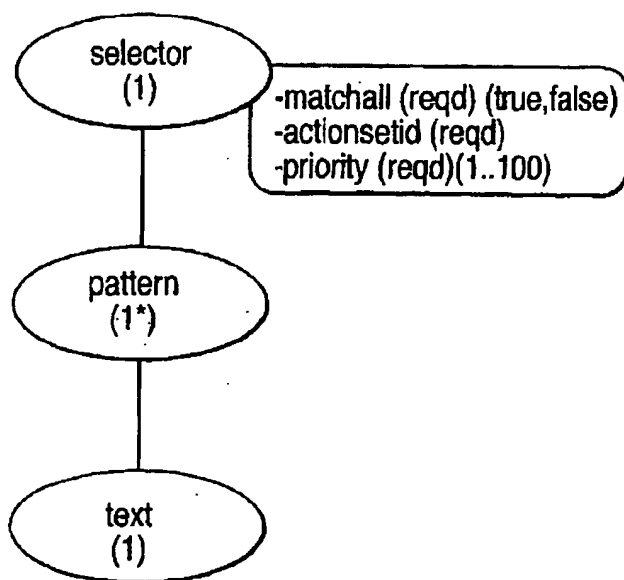 selector
(1)
-matchall (reqd) (true,false)
-actionsetid (reqd)
-priority (reqd)(1..100)
pattern
(1*)
text
(1)